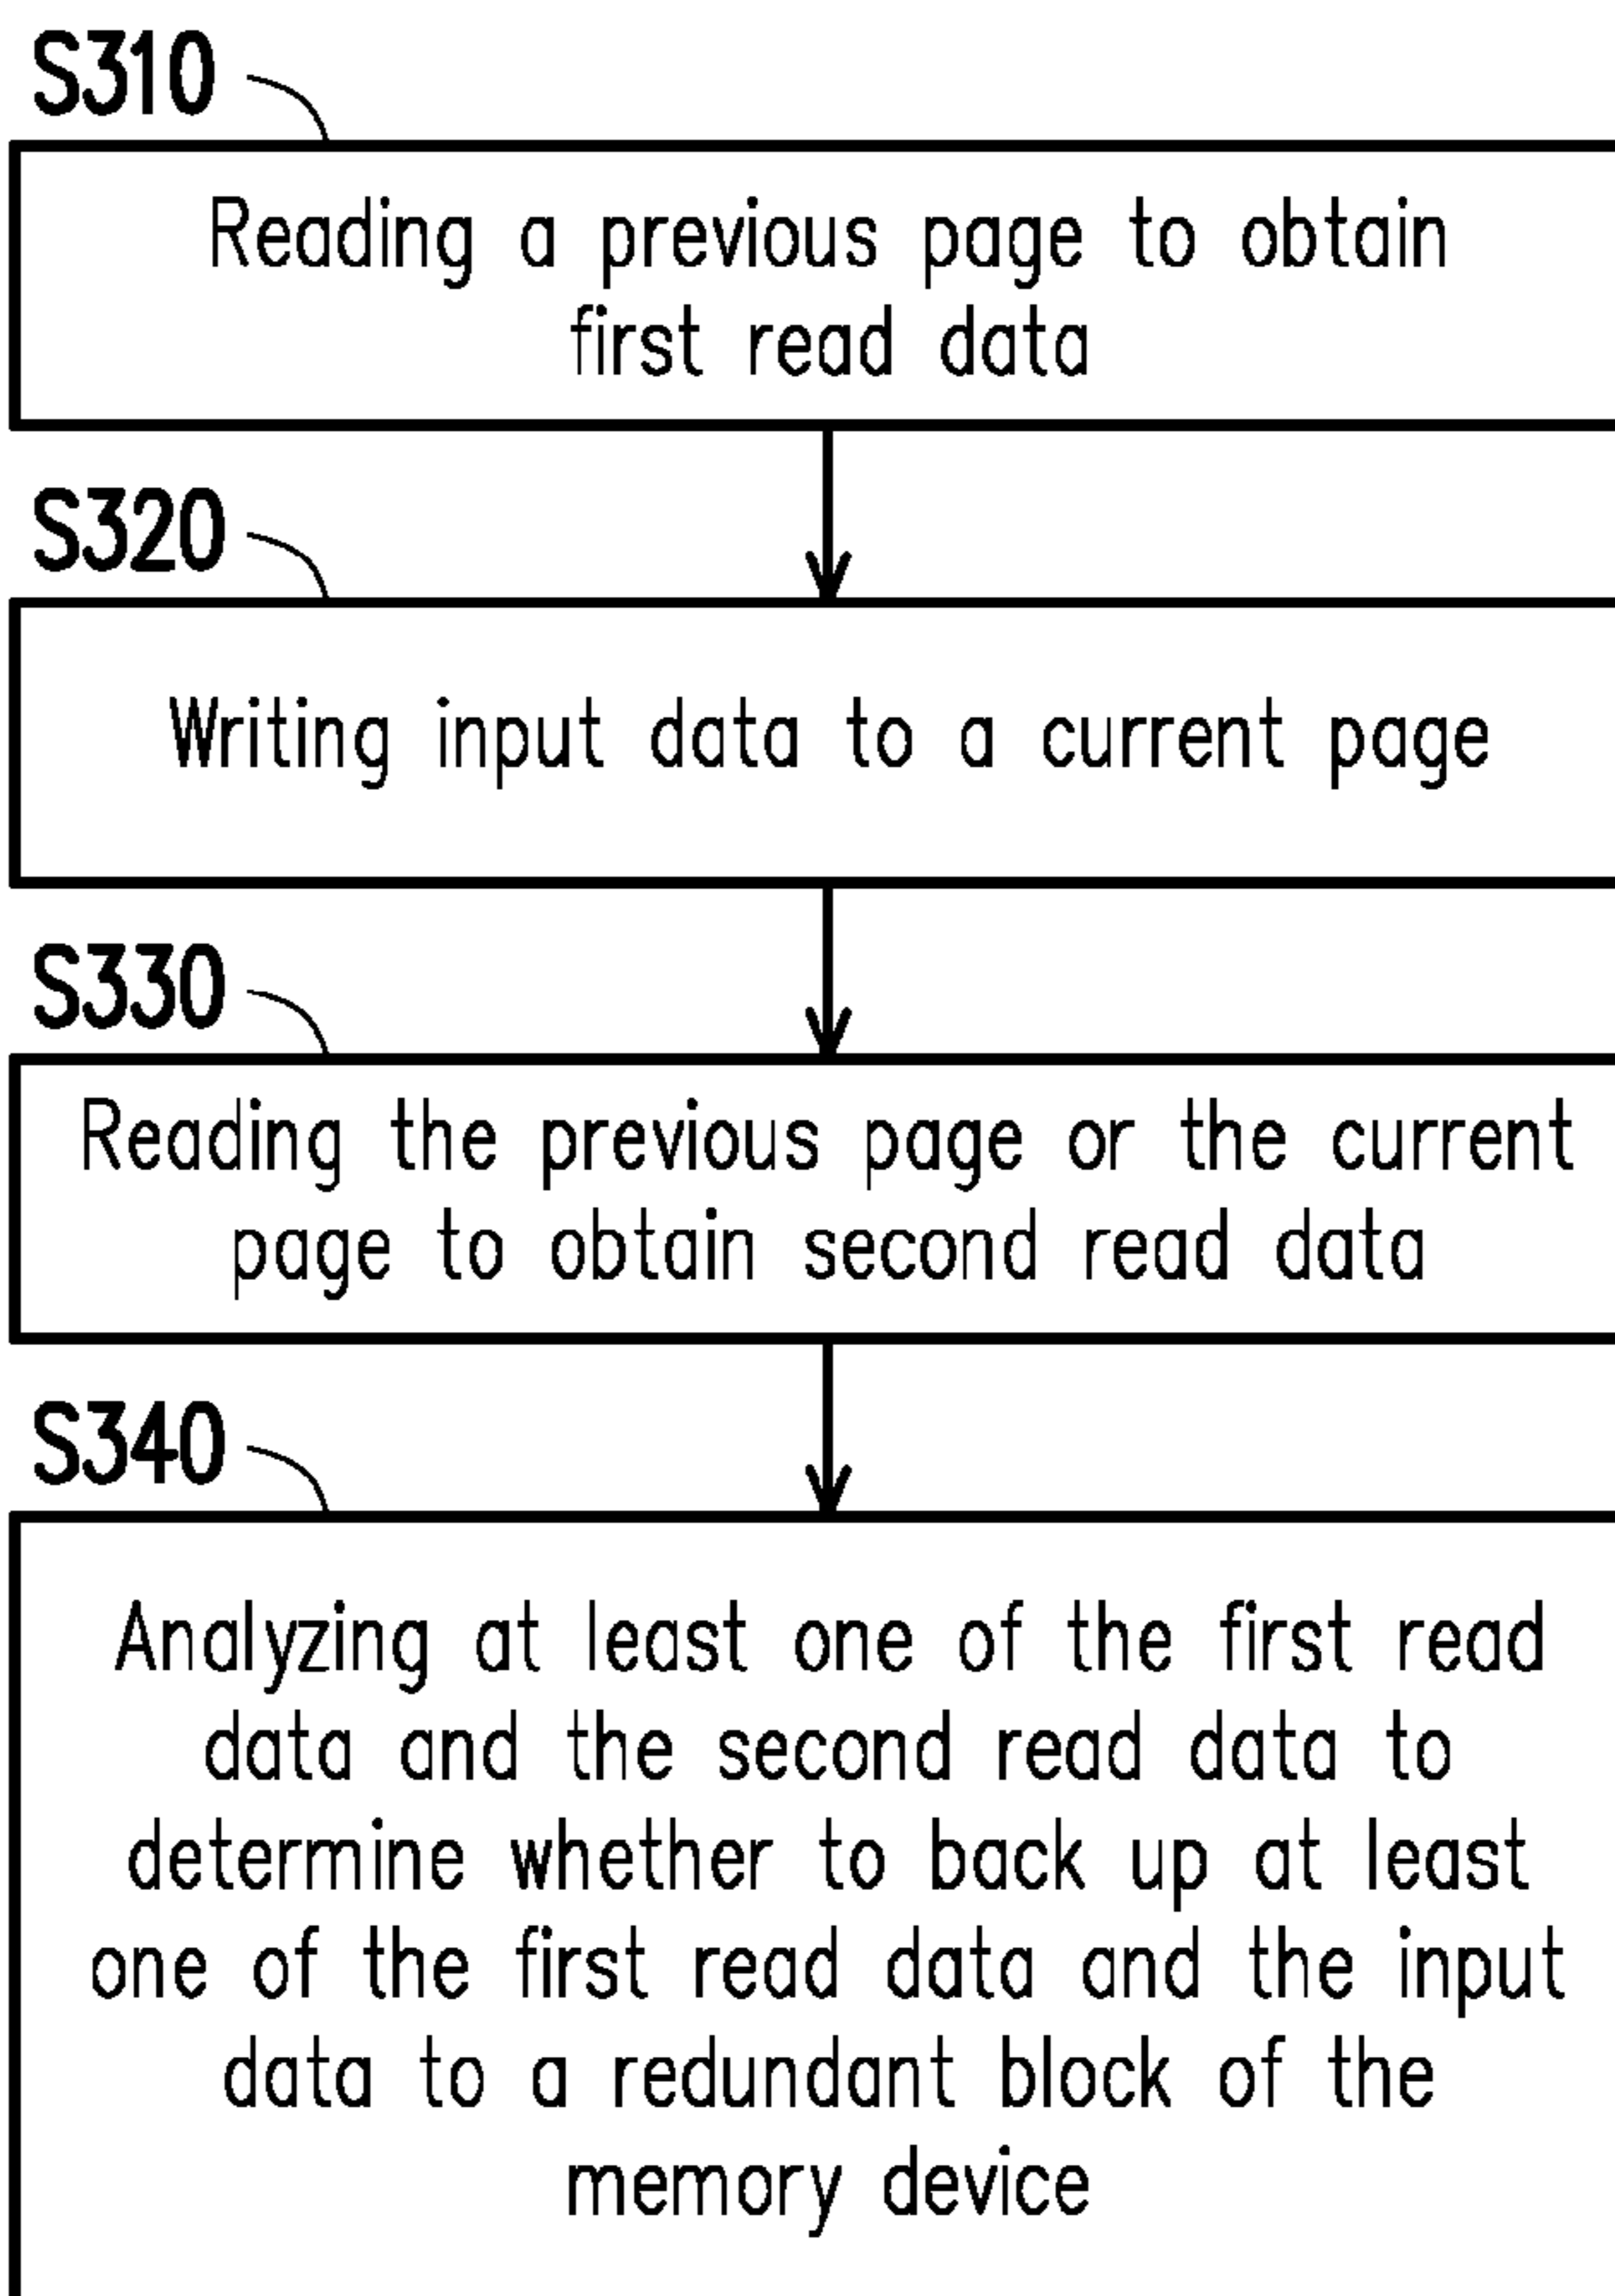 S310
Reading a previous page to obtain
first read data
S320
Writing input data to a current page
S330
Reading the previous page or the current
page to obtain second read data
S340
Analyzing at least one of the first read
data and the second read data to
determine whether to back up at least
one of the first read data and the input
data to a redundant block of the
memory device